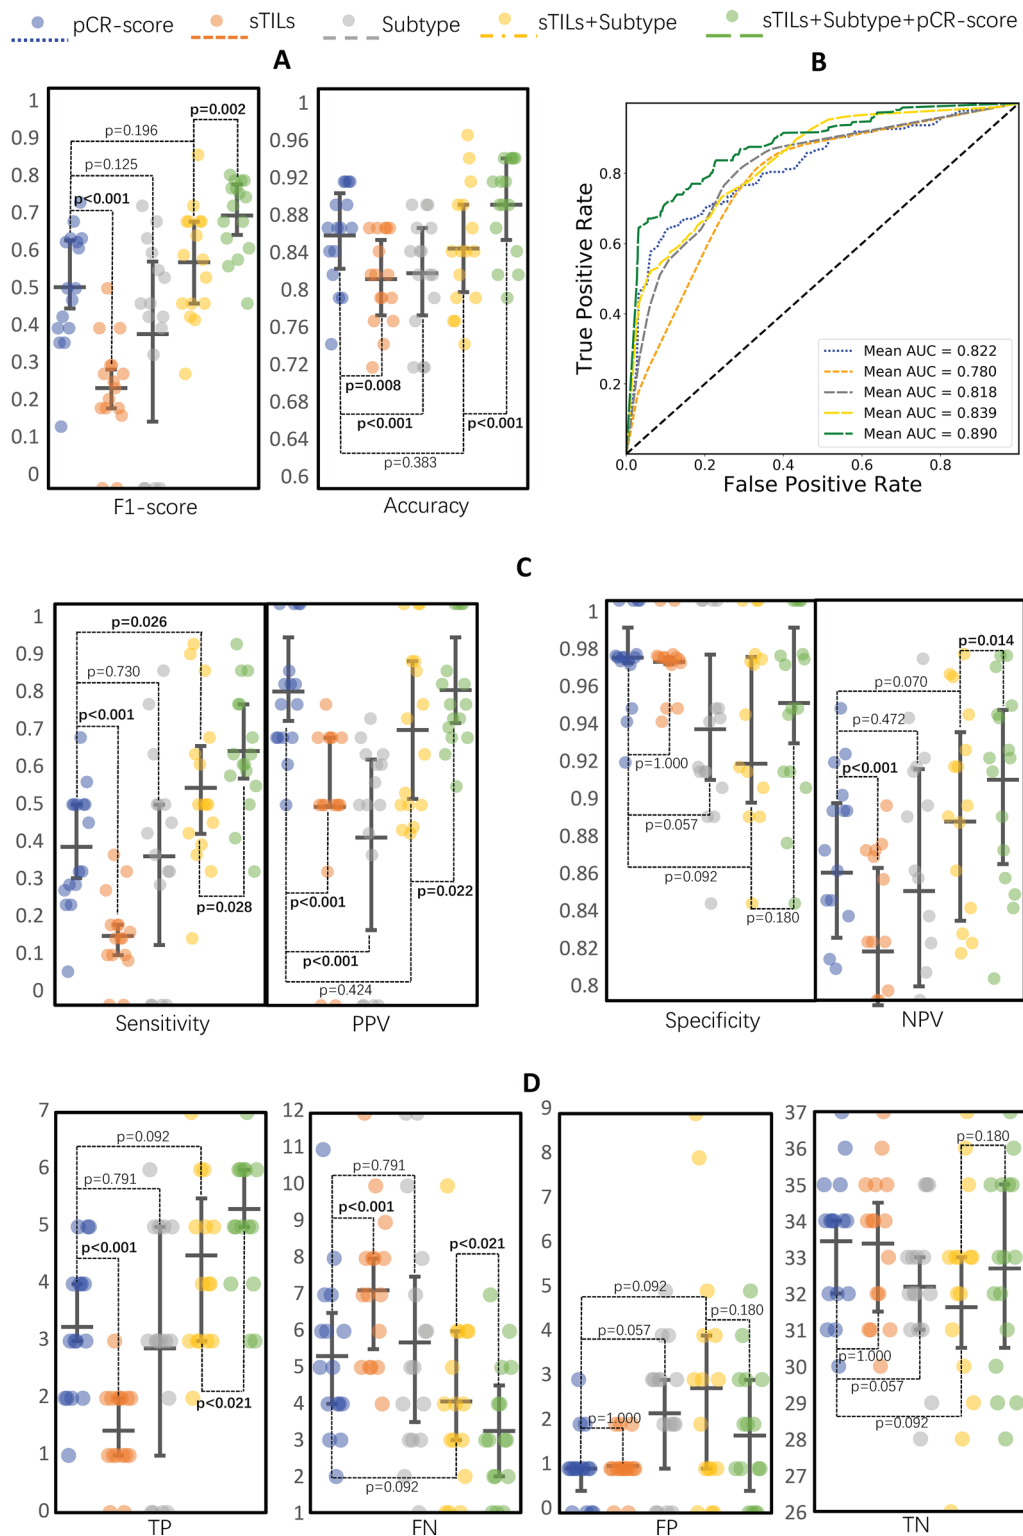 pCR-score sTILs Subtype sTILs+Subtype sTILs+Subtype+pCR-score
A
B
1
0.9
0.8
0.7
0.6
0.5
0.4
0.3
0.2
0.1
0
p=0.002
p=0.196
p=0.125
p<0.001
F1-score
1
0.96
0.92
0.88
0.84
0.8
0.76
0.72
0.68
0.64
0.6
p=0.008
p<0.001
p<0.001
p=0.383
Accuracy
True Positive Rate
0.8
0.6
0.4
0.2
0.0 0.2 0.4 0.6 0.8
Mean AUC = 0.822
Mean AUC = 0.780
Mean AUC = 0.818
Mean AUC = 0.839
Mean AUC = 0.890
False Positive Rate
C
1
0.9
0.8
0.7
0.6
0.5
0.4
0.3
0.2
0.1
0
p=0.026
p=0.730
p<0.001
p=0.028
Sensitivity
p<0.001
p=0.022
p<0.001
p=0.424
PPV
1
0.98
0.96
0.94
0.92
0.9
0.88
0.86
0.84
0.82
0.8
p=1.000
p=0.057
p=0.092
p=0.180
Specificity
p=0.014
p=0.070
p=0.472
p<0.001
NPV
D
7
6
5
4
3
2
1
0
p=0.092
p=0.791
p<0.001
p<0.021
TP
12
11
10
9
8
7
6
5
4
3
2
1
p=0.791
p<0.001
p<0.021
p=0.092
FN
9
8
7
6
5
4
3
2
1
0
p=0.092
p=0.180
p=0.057
p=1.000
FP
37
36
35
34
33
32
31
30
29
28
27
26
p=0.180
p=1.000
p=0.057
p=0.092
TN